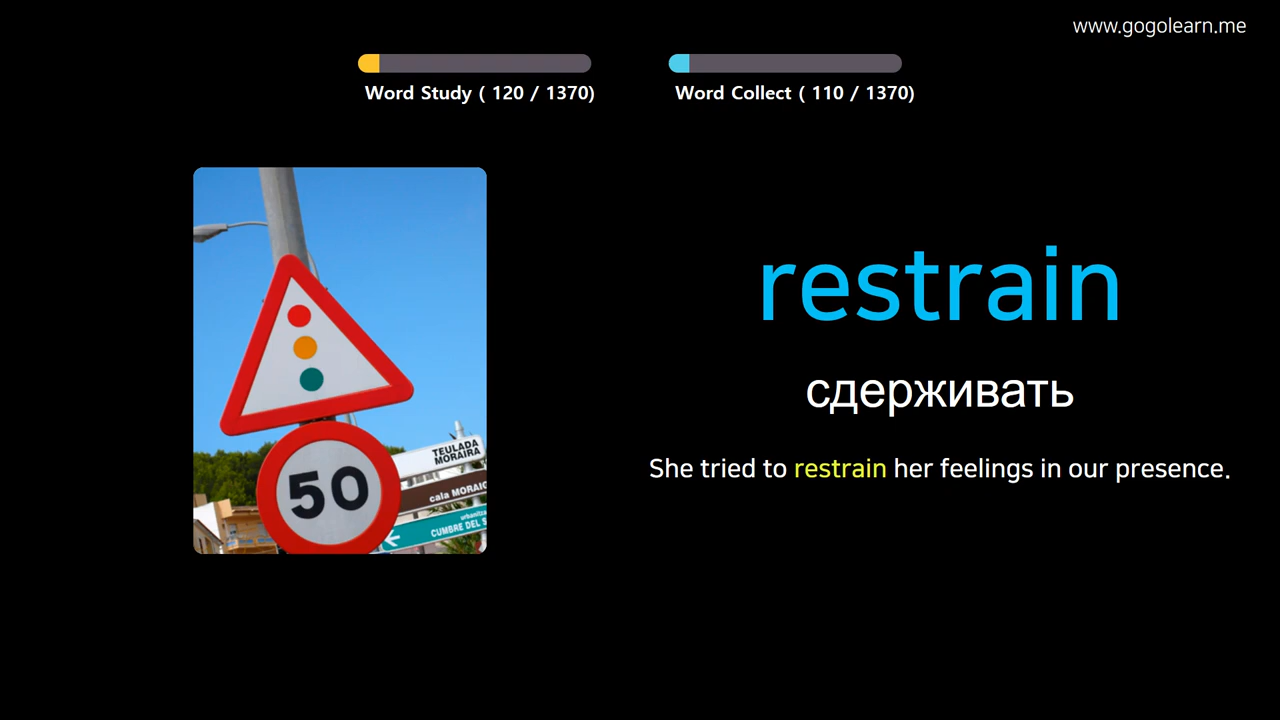 www.gogolearn.me
Word Study ( 120 / 1370)
Word Collect ( 110 / 1370)
restrain
сдерживать
She tried to restrain her feelings in our presence.
TEULADA
MORAIRA
cala
urbanitza
CUMBRE DEL S
50